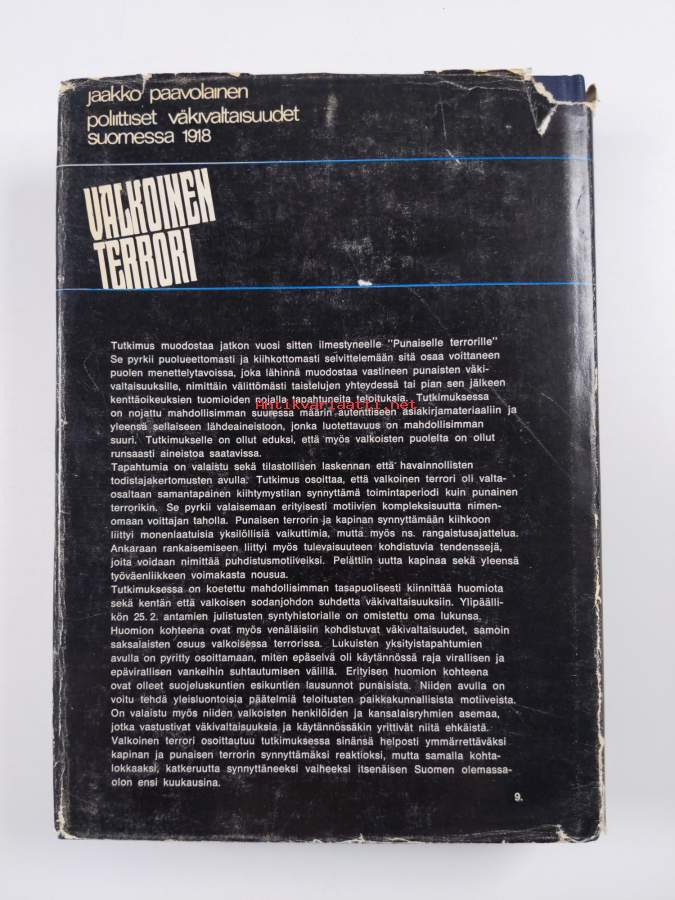 jaakko paavolainen
poliittiset väkivaltaisuudet
suomessa 1918
VALKOINEN
TERRORI
Tutkimus muodostaa jatkon vuosi sitten ilmestyneelle "Punaiselle terrorille"
Se pyrkii puolueettomasti ja kiihkottomasti selvittelemään sitä osaa voittaneen
puolen menettelytavoissa, joka lähinnä muodostaa vastineen punaisten väki-
valtaisuuksille, nimittäin välittömästi taistelujen yhteydessä tai pian sen jälkeen
kenttäoikeuksien tuomioiden nojalla tapahtuneita teloituksia. Tutkimuksessa
Antikvariaatti.net
on nojattu mahdollisimman suuressa määrin autenttiseen asiakirjamateriaaliin ja
yleensä sellaiseen lähdeaineistoon, jonka luotettavuus on mahdollisimman
suuri. Tutkimukselle on ollut eduksi, että myös valkoisten puolelta on ollut
runsaasti aineistoa saatavissa.
Tapahtumia on valaistu sekä tilastollisen laskennan että havainnollisten
todistajakertomusten avulla. Tutkimus osoittaa, että valkoinen terrori oli valta-
osaltaan samantapainen kiihtymystilan synnyttämä toimintaperiodi kuin punainen
terrorikin. Se pyrkii valaisemaan erityisesti motiivien kompleksisuutta nimen-
omaan voittajan taholla. Punaisen terrorin ja kapinan synnyttämään kiihkoon
liittyi monenlaatuisia yksilöllisiä vaikuttimia, mutta myös ns. rangaistusajattelua.
Ankaraan rankaisemiseen liittyi myös tulevaisuuteen kohdistuvia tendenssejä,
joita voidaan nimittää puhdistusmotiiveiksi. Pelättiin uutta kapinaa sekä yleensä
työväenliikkeen voimakasta nousua.
Tutkimuksessa on koetettu mahdollisimman tasapuolisesti kiinnittää huomiota
sekä kentän että valkoisen sodanjohdon suhdetta väkivaltaisuuksiin. Ylipäälli-
kön 25. 2. antamien julistusten syntyhistorialle on omistettu oma lukunsa.
Huomion kohteena ovat myös venäläisiin kohdistuvat väkivaltaisuudet, samoin
saksalaisten osuus valkoisessa terrorissa. Lukuisten yksityistapahtumien
avulla on pyritty osoittamaan, miten epäselvä oli käytännössä raja virallisen ja
epävirallisen vankeihin suhtautumisen välillä. Erityisen huomion kohteena
ovat olleet suojeluskuntien esikuntien lausunnot punaisista. Niiden avulla on
voitu tehdä yleisluontoisia päätelmiä teloitusten paikkakunnallisista motiiveista.
On valaistu myös niiden valkoisten henkilöiden ja kansalaisryhmien asemaa,
jotka vastustivat väkivaltaisuuksia ja käytännössäkin yrittivät niitä ehkäistä.
Valkoinen terrori osoittautuu tutkimuksessa sinänsä helposti ymmärrettäväksi
kapinan ja punaisen terrorin synnyttämäksi reaktioksi, mutta samalla kohta-
lokkaaksi, katkeruutta synnyttäneeksi vaiheeksi itsenäisen Suomen olemassa-
olon ensi kuukausina.
9.